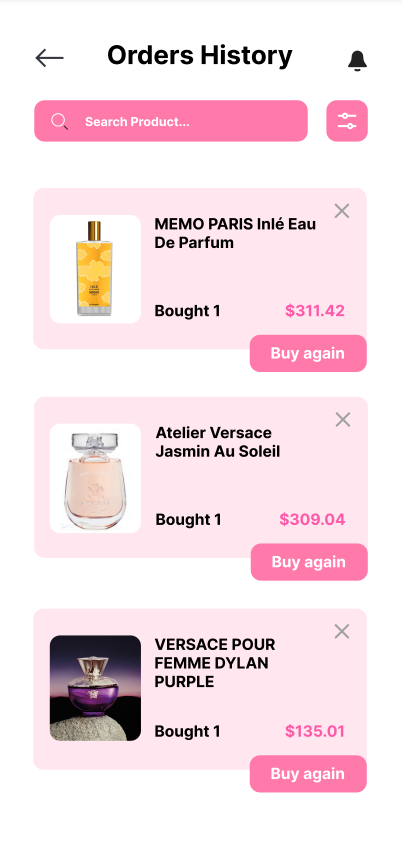 Orders History
Search Product...
MEMO PARIS Inlé Eau
De Parfum
Bought 1
$311.42
Buy again
Atelier Versace
Jasmin Au Soleil
Bought 1
$309.04
Buy again
VERSACE POUR
FEMME DYLAN
PURPLE
Bought 1
$135.01
Buy again